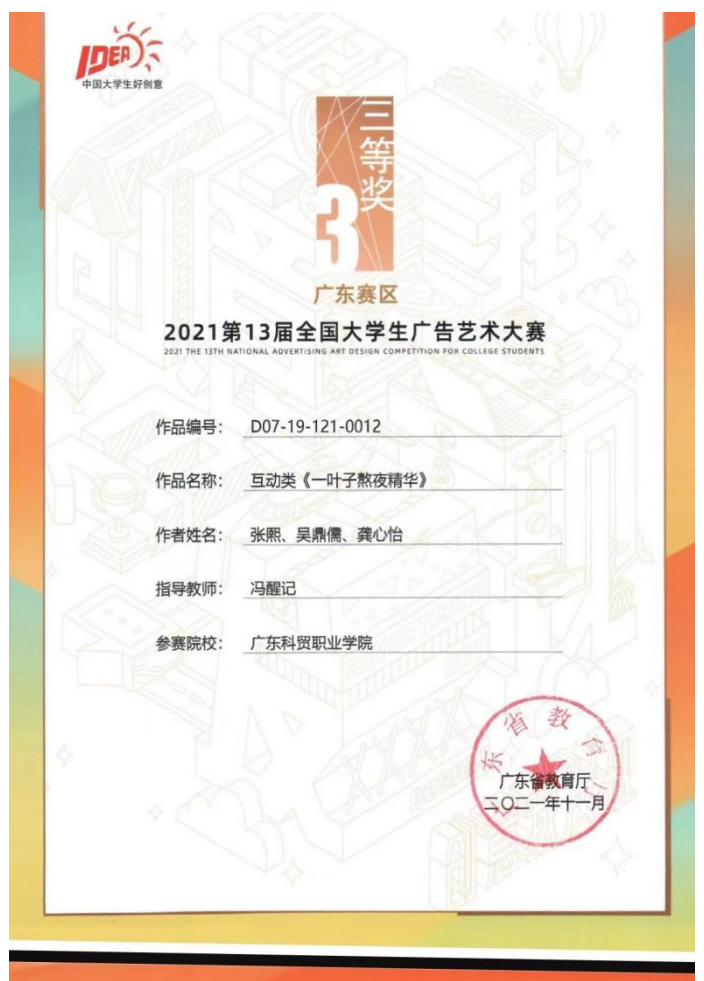 IDEA
中国大学生好创意
三等奖
3
广东赛区
2021第13届全国大学生广告艺术大赛
2021 THE 13TH NATIONAL ADVERTISING ART DESIGN COMPETITION FOR COLLEGE STUDENTS
作品编号： D07-19-121-0012
作品名称： 互动类《一叶子熬夜精华》
作者姓名： 张熙、吴鼎儒、龚心怡
指导教师： 冯醒记
参赛院校： 广东科贸职业学院
广东省教育厅
广东省教育厅
二〇二一年十一月